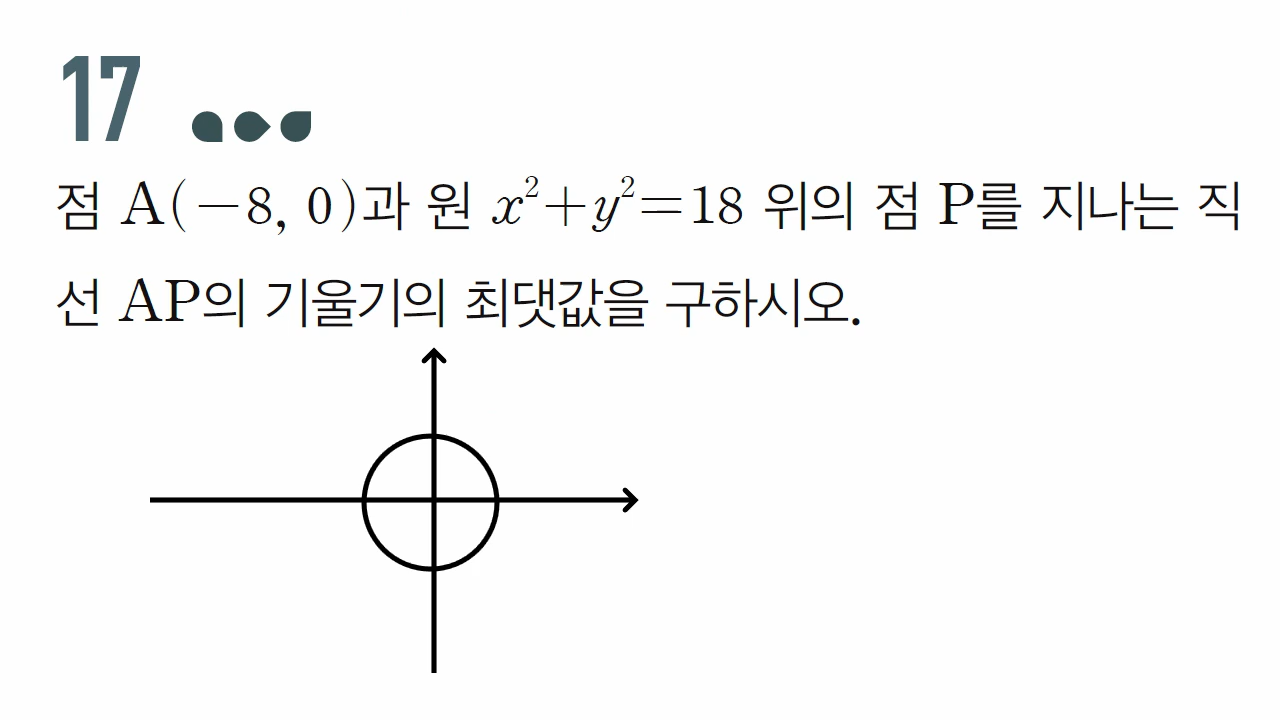 17
점 A(−8, 0)과 원 x²+y²=18 위의 점 P를 지나는 직
선 AP의 기울기의 최댓값을 구하시오.